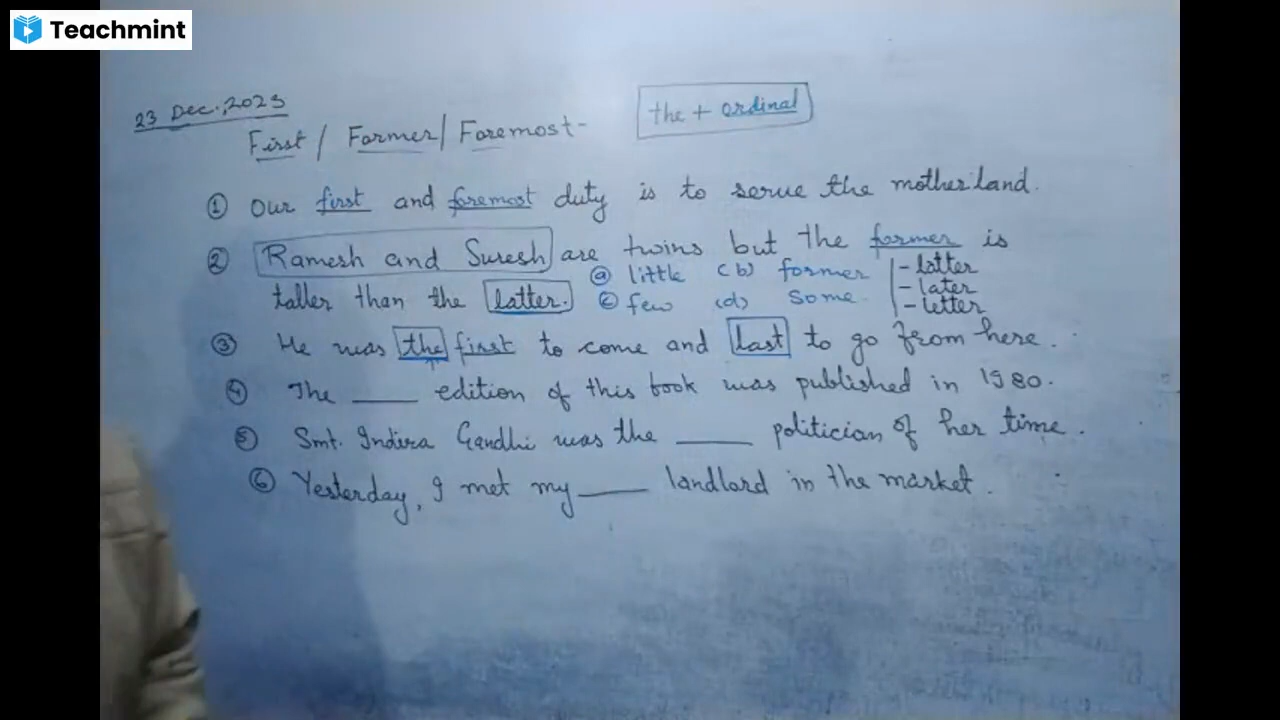 Teachmint
23 Dec., 2023
First / Former / Foremost-
the + ordinal
① Our first and foremost duty is to serve the motherland.
② Ramesh and Suresh are twins but the former is
taller than the latter.
(a) little (b) former
(c) few (d) some
- latter
- later
- letter
③ He was the first to come and last to go from here.
④ The ____ edition of this book was published in 1980.
⑤ Smt. Indira Gandhi was the ____ politician of her time.
⑥ Yesterday, I met my ____ landlord in the market.